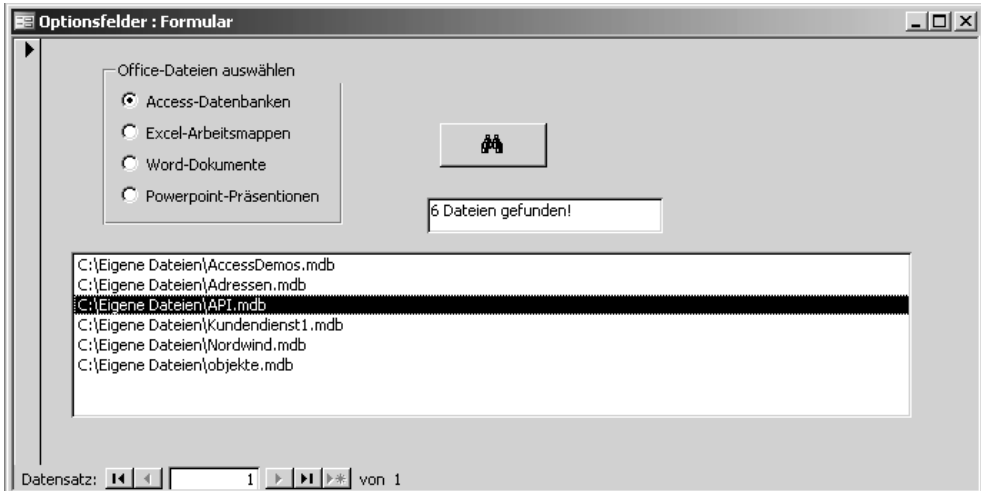 Optionsfelder : Formular
Office-Dateien auswählen
Access-Datenbanken
Excel-Arbeitsmappen
Word-Dokumente
Powerpoint-Präsentionen
6 Dateien gefunden!
C:\Eigene Dateien\AccessDemos.mdb
C:\Eigene Dateien\Adressen.mdb
C:\Eigene Dateien\API.mdb
C:\Eigene Dateien\Kundendienst1.mdb
C:\Eigene Dateien\Nordwind.mdb
C:\Eigene Dateien\objekte.mdb
Datensatz: 1 von 1